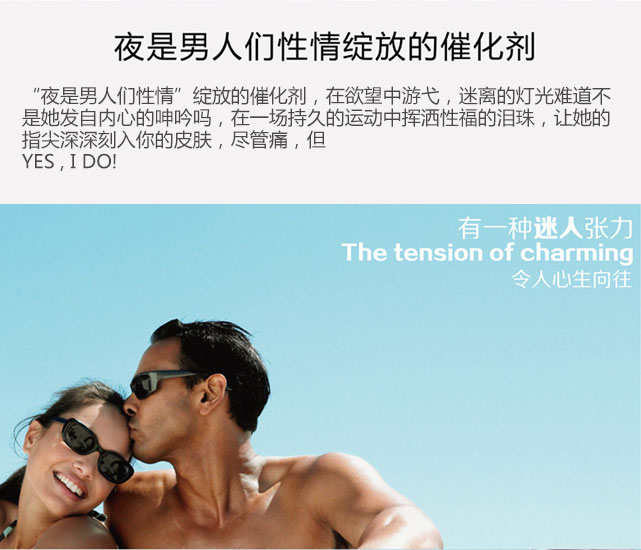 夜是男人们性情绽放的催化剂
“夜是男人们性情”绽放的催化剂，在欲望中游弋，迷离的灯光难道不
是她发自内心的呻吟吗，在一场持久的运动中挥洒性福的泪珠，让她的
指尖深深刻入你的皮肤，尽管痛，但
YES , I DO!
有一种迷人张力
The tension of charming
令人心生向往